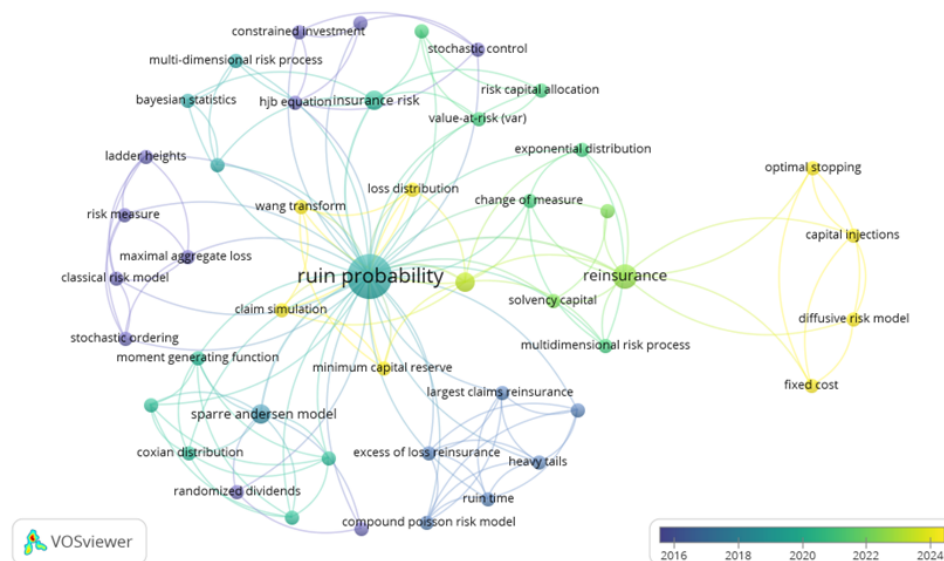 constrained investment
stochastic control
multi-dimensional risk process
risk capital allocation
bayesian statistics
hjb equation
insurance risk
value-at-risk (var)
exponential distribution
ladder heights
optimal stopping
loss distribution
wang transform
change of measure
risk measure
capital injections
maximal aggregate loss
ruin probability
reinsurance
classical risk model
solvency capital
claim simulation
diffusive risk model
stochastic ordering
multidimensional risk process
moment generating function
minimum capital reserve
fixed cost
largest claims reinsurance
sparre andersen model
coxian distribution
excess of loss reinsurance
heavy tails
randomized dividends
ruin time
compound poisson risk model
VOSviewer
2016 2018 2020 2022 2024